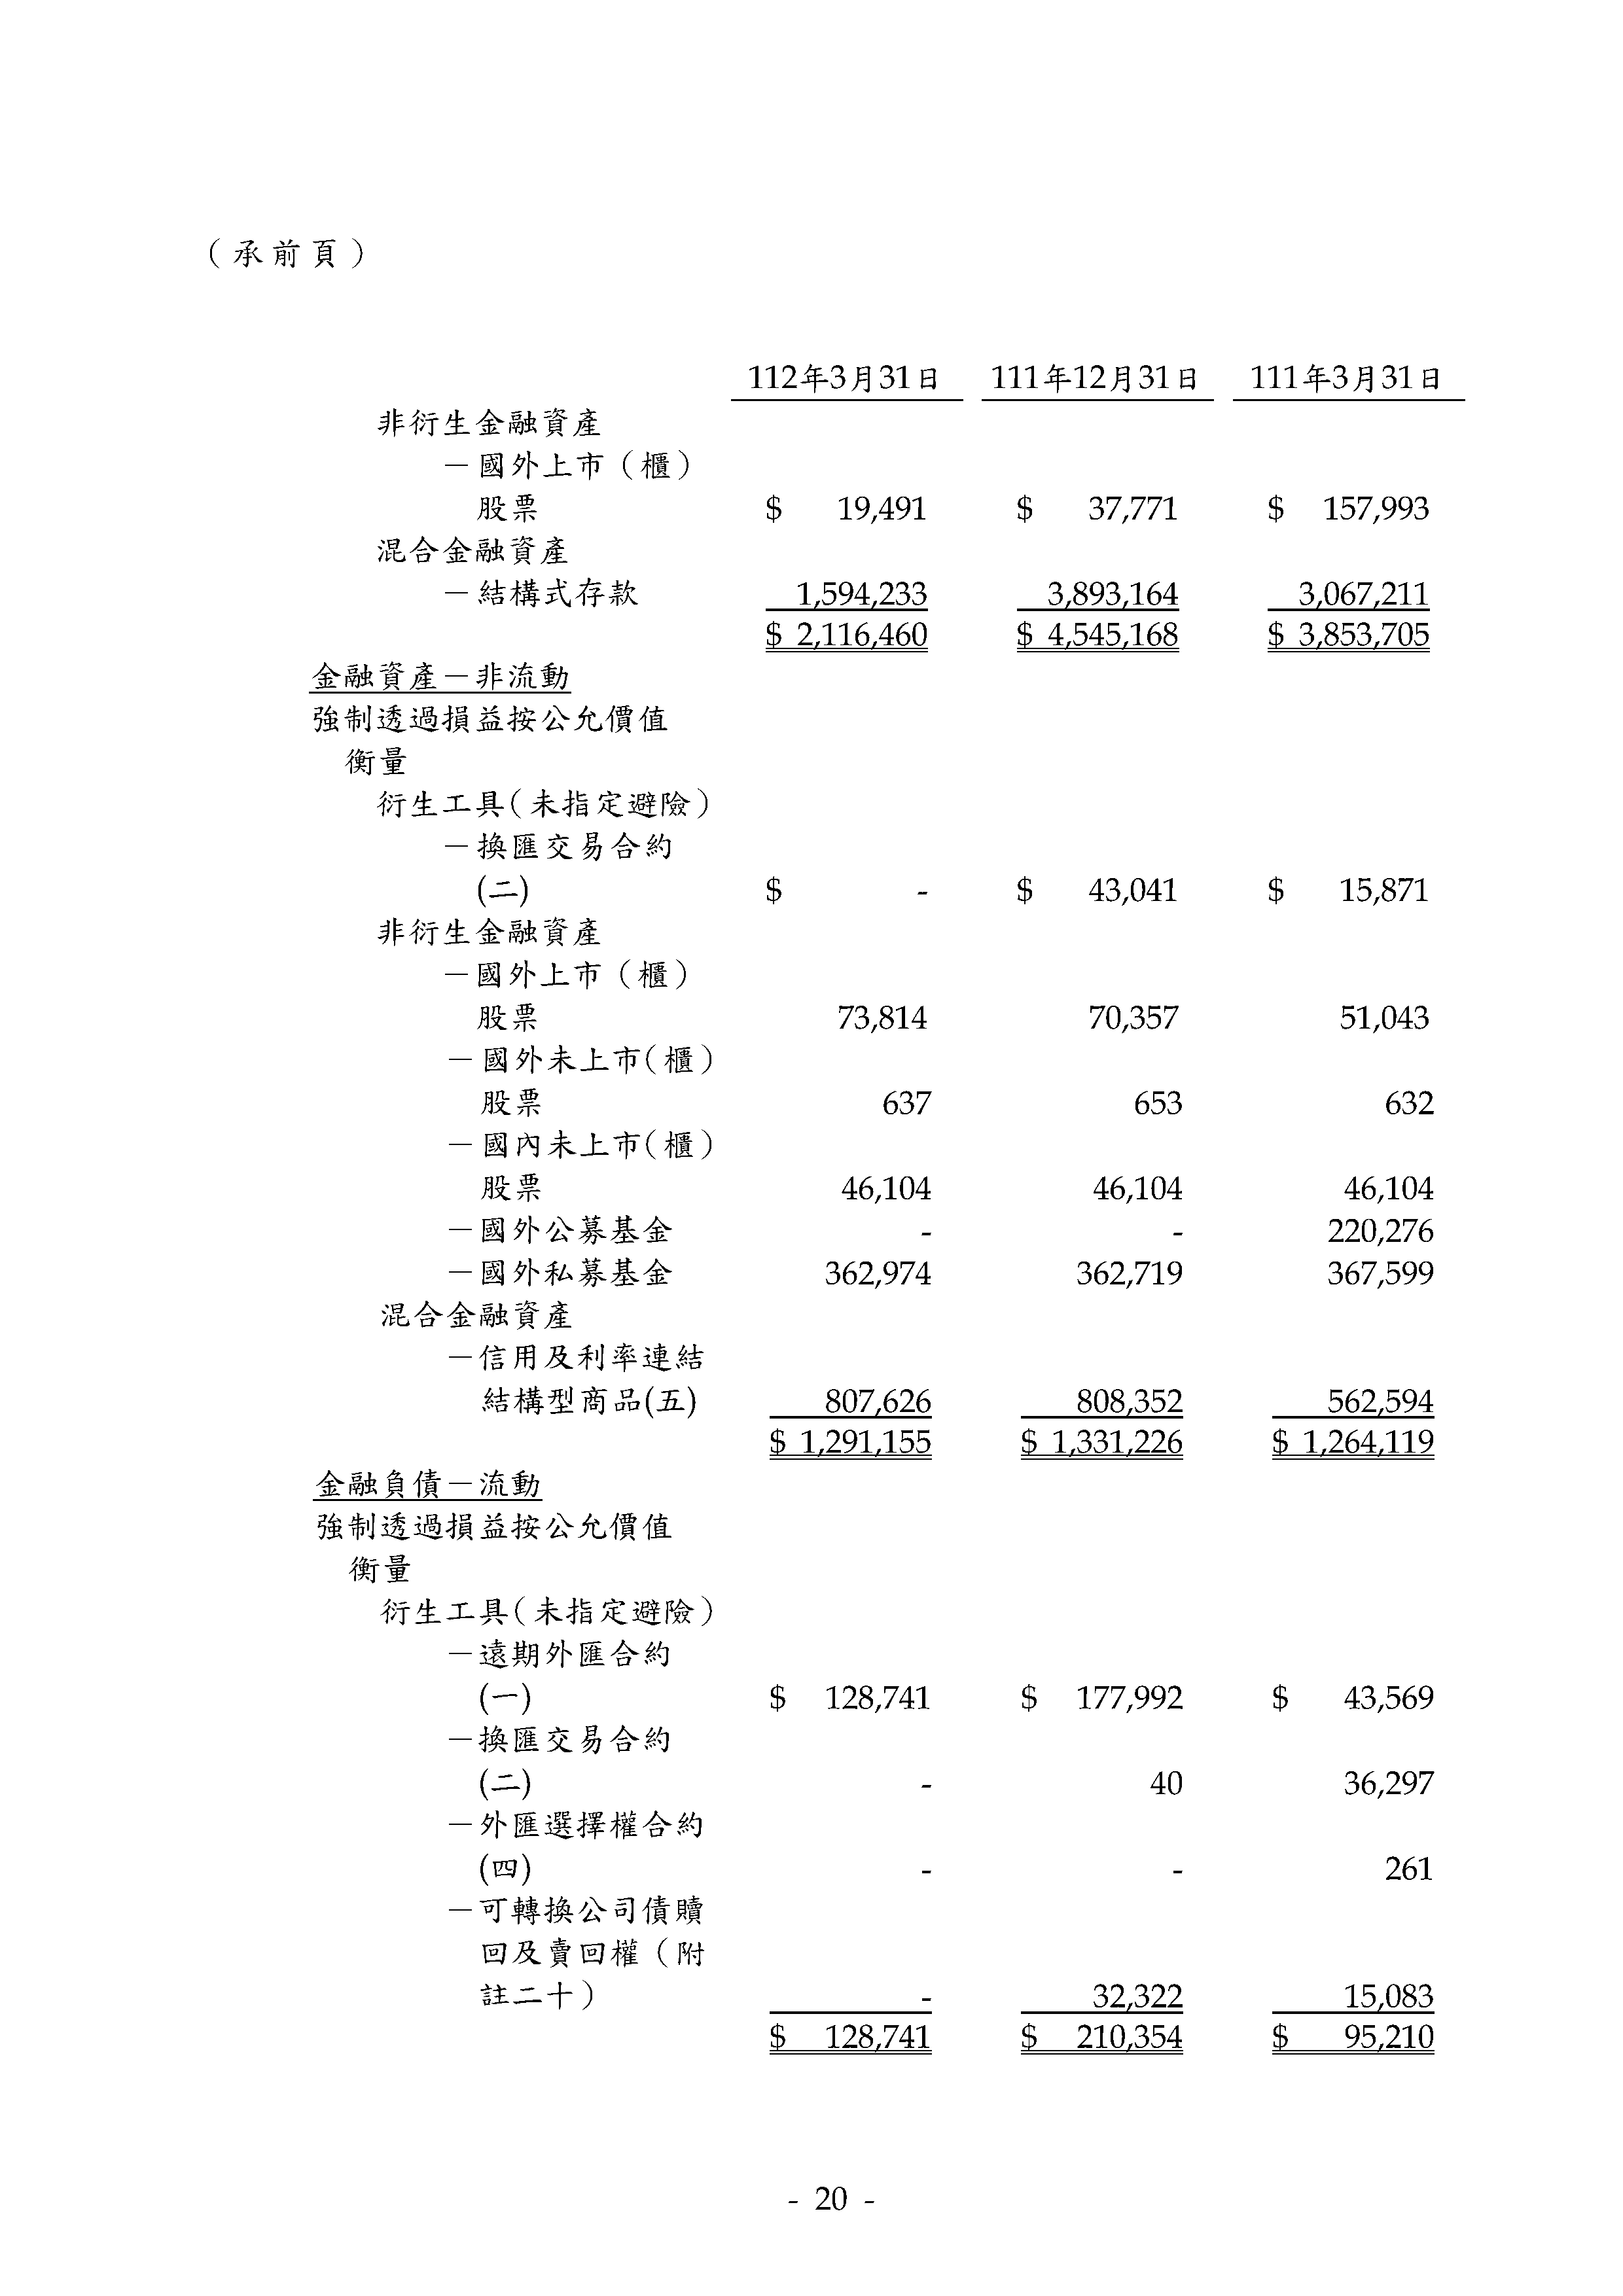 （承前頁）
112年3月31日 111年12月31日 111年3月31日
非衍生金融資產
－國外上市（櫃）
股票 $ 19,491 $ 37,771 $ 157,993
混合金融資產
－結構式存款 1,594,233 3,893,164 3,067,211
$ 2,116,460 $ 4,545,168 $ 3,853,705
金融資產－非流動
強制透過損益按公允價值
衡量
衍生工具（未指定避險）
－換匯交易合約
(二) $ - $ 43,041 $ 15,871
非衍生金融資產
－國外上市（櫃）
股票 73,814 70,357 51,043
－國外未上市（櫃）
股票 637 653 632
－國內未上市（櫃）
股票 46,104 46,104 46,104
－國外公募基金 - - 220,276
－國外私募基金 362,974 362,719 367,599
混合金融資產
－信用及利率連結
結構型商品(五) 807,626 808,352 562,594
$ 1,291,155 $ 1,331,226 $ 1,264,119
金融負債－流動
強制透過損益按公允價值
衡量
衍生工具（未指定避險）
－遠期外匯合約
(一) $ 128,741 $ 177,992 $ 43,569
－換匯交易合約
(二) - 40 36,297
－外匯選擇權合約
(四) - - 261
－可轉換公司債贖
回及賣回權（附
註二十） - 32,322 15,083
$ 128,741 $ 210,354 $ 95,210
- 20 -